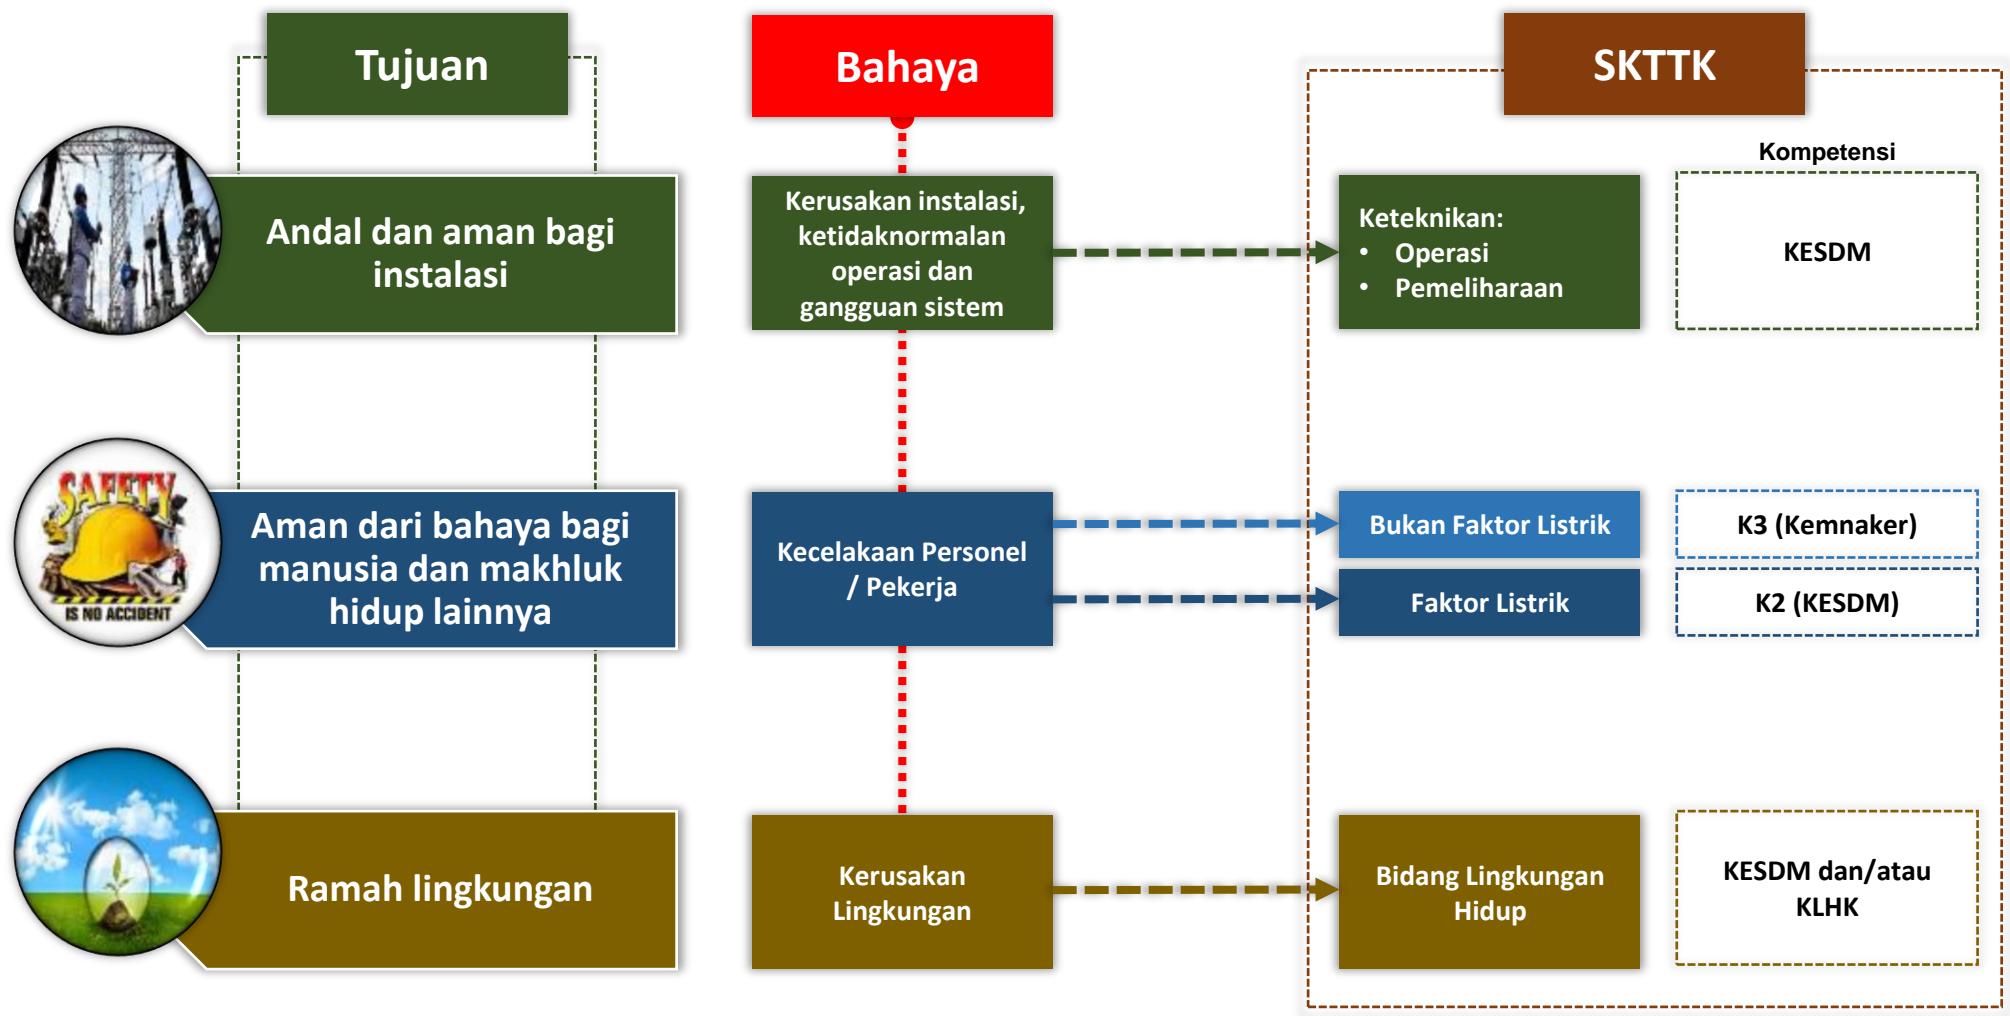 Tujuan
Bahaya
SKTTK
Kompetensi
Andal dan aman bagi
instalasi
Kerusakan instalasi,
ketidaknormalan
operasi dan
gangguan sistem
Keteknikan:
• Operasi
• Pemeliharaan
KESDM
SAFETY
IS NO ACCIDENT
Aman dari bahaya bagi
manusia dan makhluk
hidup lainnya
Kecelakaan Personel
/ Pekerja
Bukan Faktor Listrik
K3 (Kemnaker)
Faktor Listrik
K2 (KESDM)
Ramah lingkungan
Kerusakan
Lingkungan
Bidang Lingkungan
Hidup
KESDM dan/atau
KLHK